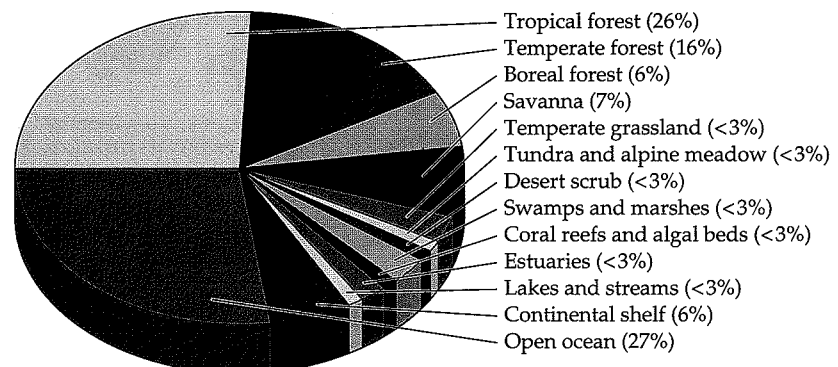 Tropical forest (26%)
Temperate forest (16%)
Boreal forest (6%)
Savanna (7%)
Temperate grassland (<3%)
Tundra and alpine meadow (<3%)
Desert scrub (<3%)
Swamps and marshes (<3%)
Coral reefs and algal beds (<3%)
Estuaries (<3%)
Lakes and streams (<3%)
Continental shelf (6%)
Open ocean (27%)